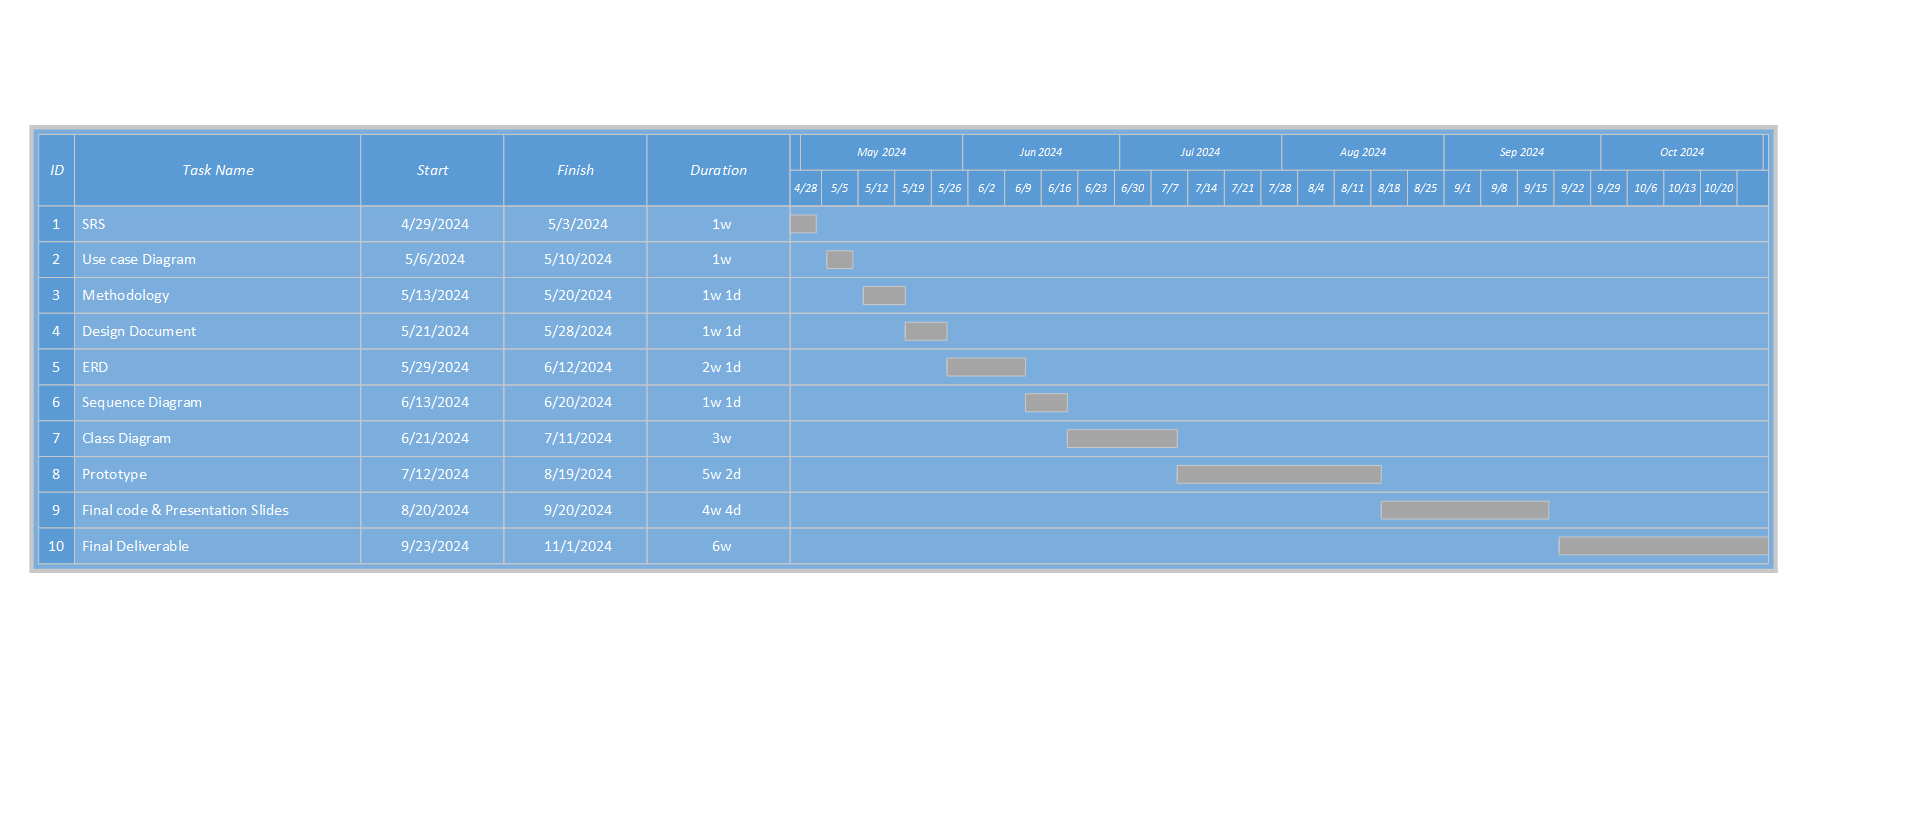 ID Task Name Start Finish Duration May 2024 Jun 2024 Jul 2024 Aug 2024 Sep 2024 Oct 2024
4/28 5/5 5/12 5/19 5/26 6/2 6/9 6/16 6/23 6/30 7/7 7/14 7/21 7/28 8/4 8/11 8/18 8/25 9/1 9/8 9/15 9/22 9/29 10/6 10/13 10/20
1 SRS 4/29/2024 5/3/2024 1w
2 Use case Diagram 5/6/2024 5/10/2024 1w
3 Methodology 5/13/2024 5/20/2024 1w 1d
4 Design Document 5/21/2024 5/28/2024 1w 1d
5 ERD 5/29/2024 6/12/2024 2w 1d
6 Sequence Diagram 6/13/2024 6/20/2024 1w 1d
7 Class Diagram 6/21/2024 7/11/2024 3w
8 Prototype 7/12/2024 8/19/2024 5w 2d
9 Final code & Presentation Slides 8/20/2024 9/20/2024 4w 4d
10 Final Deliverable 9/23/2024 11/1/2024 6w